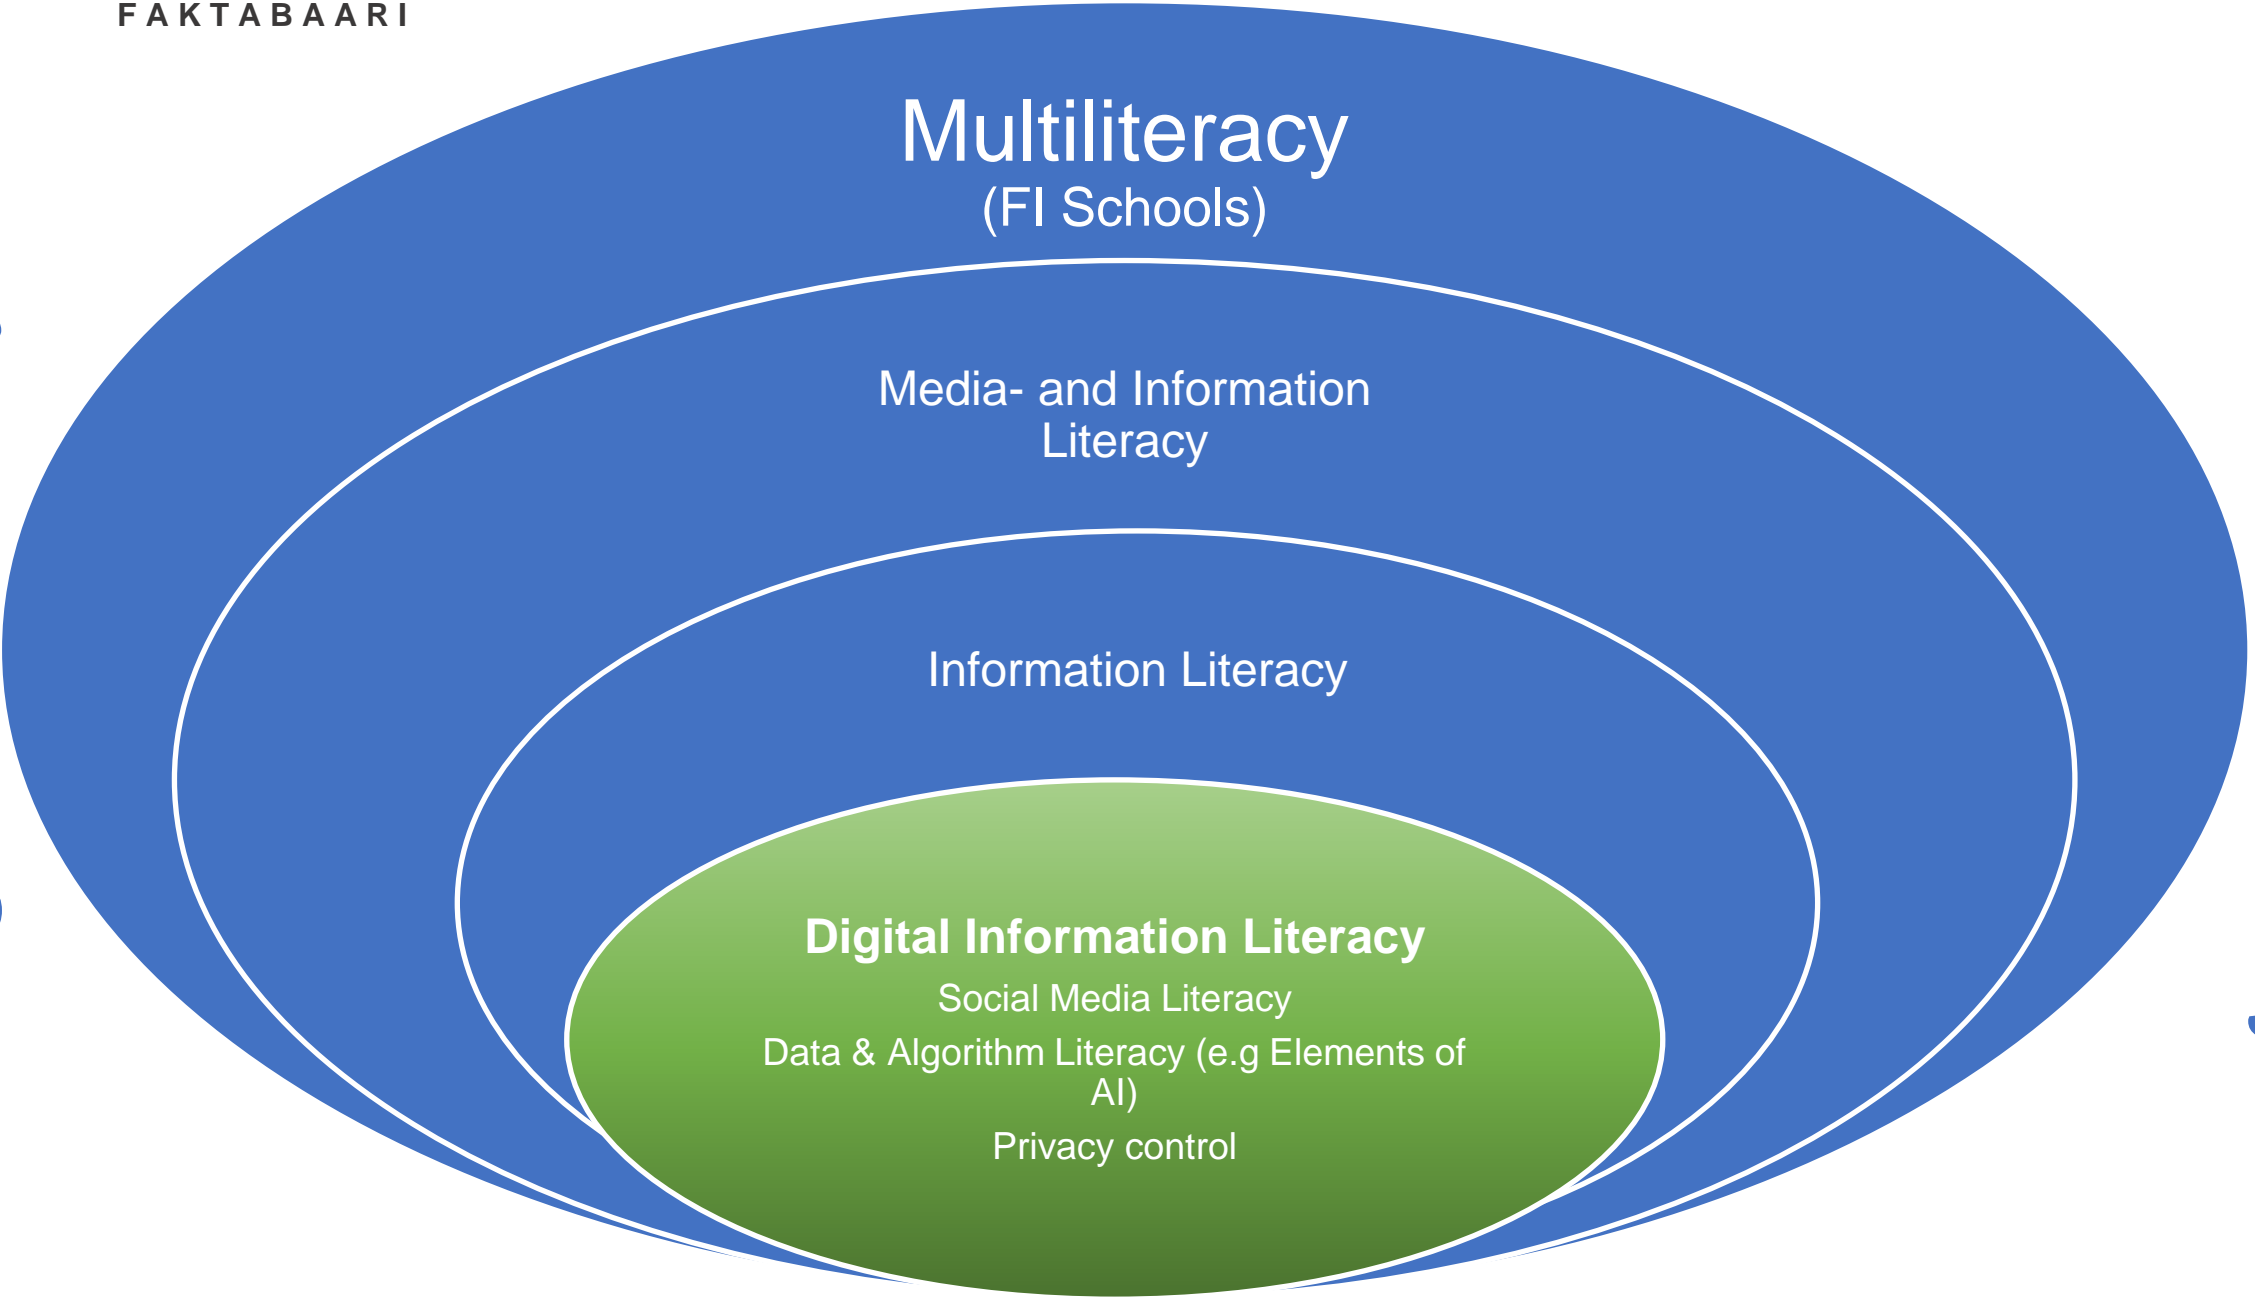 FAKTABAARI
Multiliteracy
(FI Schools)
Media- and Information
Literacy
Information Literacy
Digital Information Literacy
Social Media Literacy
Data & Algorithm Literacy (e.g Elements of
AI)
Privacy control